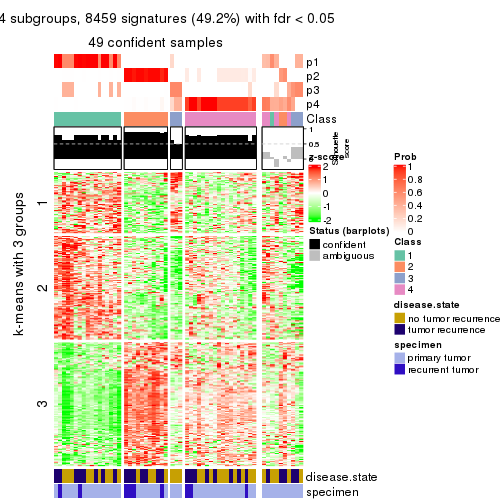 4 subgroups, 8459 signatures (49.2%) with fdr < 0.05
49 confident samples
p1
p2
p3
p4
Class
1
0.5
0
Silhouette
score
k-means with 3 groups
1
2
3
z-score
2
1
0
-1
-2
Status (barplots)
confident
ambiguous
Prob
1
0.8
0.6
0.4
0.2
0
Class
1
2
3
4
disease.state
no tumor recurrence
tumor recurrence
specimen
primary tumor
recurrent tumor
disease.state
specimen